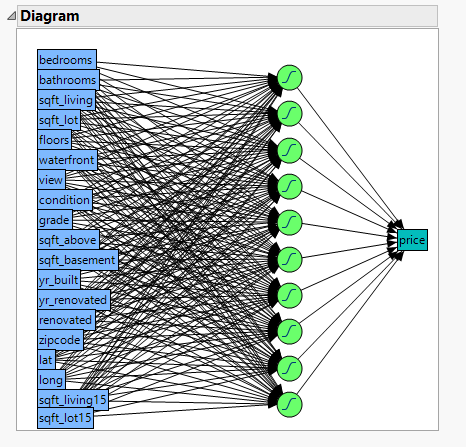 Diagram
bedrooms
bathrooms
sqft_living
sqft_lot
floors
waterfront
view
condition
grade
sqft_above
sqft_basement
yr_built
yr_renovated
renovated
zipcode
lat
long
sqft_living15
sqft_lot15
price